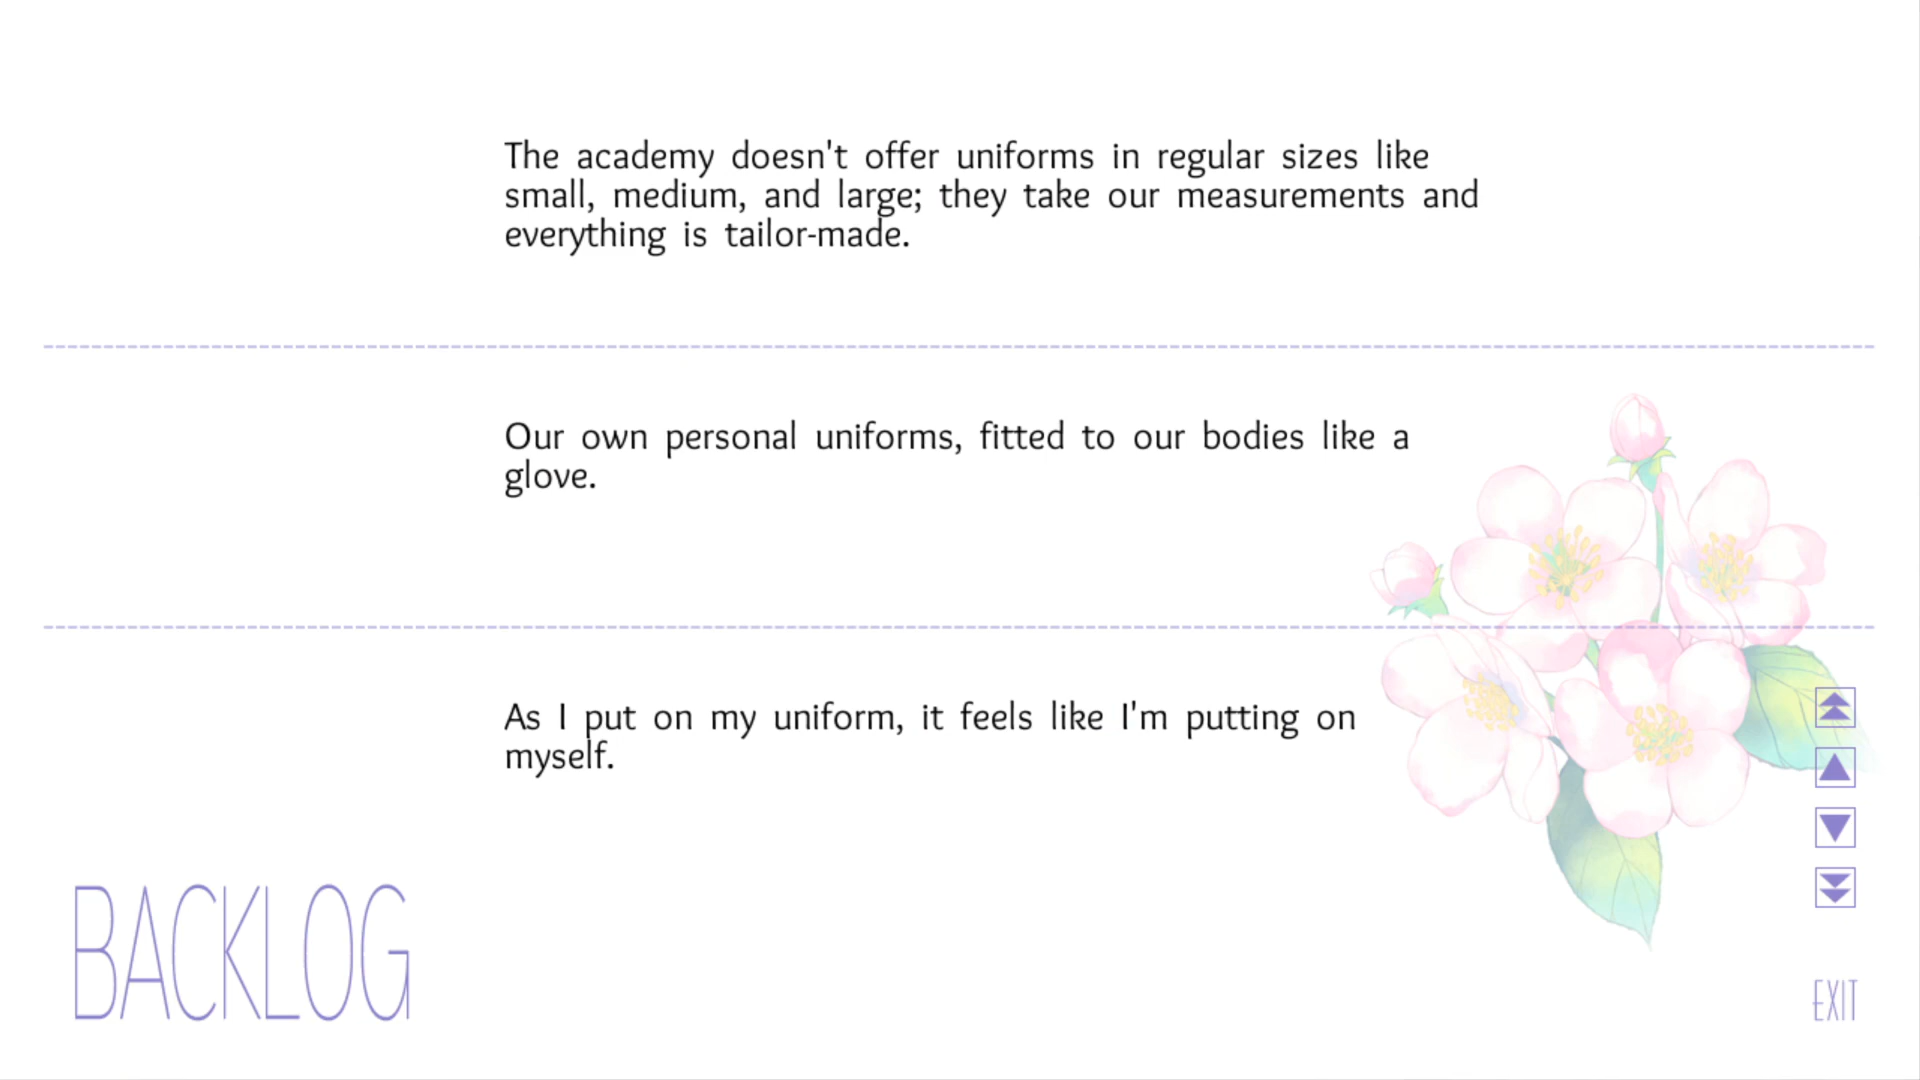 The academy doesn't offer uniforms in regular sizes like
small, medium, and large; they take our measurements and
everything is tailor-made.
Our own personal uniforms, fitted to our bodies like a
glove.
As I put on my uniform, it feels like I'm putting on
myself.
BACKLOG
EXIT